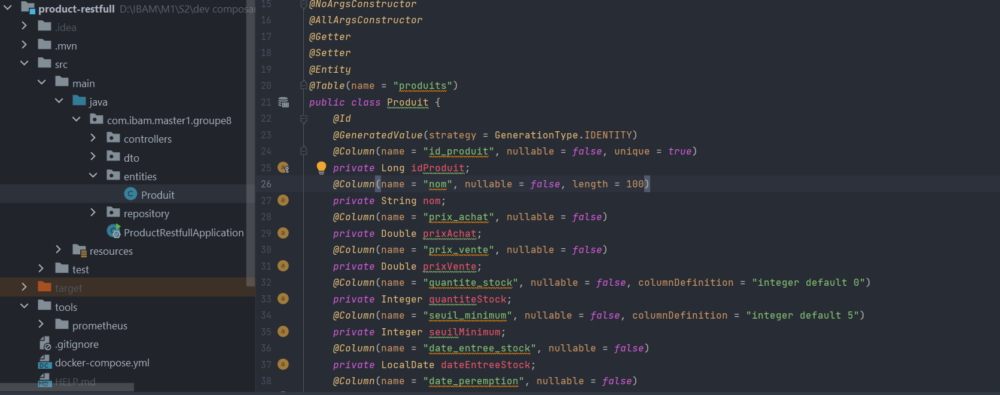 product-restfull D:\IBAM\M1\S2\dev composa
.idea
.mvn
src
main
java
com.ibam.master1.groupe8
controllers
dto
entities
Produit
repository
ProductRestfullApplication
resources
test
target
tools
prometheus
.gitignore
docker-compose.yml
HELP.md
15 @NoArgsConstructor
16 @AllArgsConstructor
17 @Getter
18 @Setter
19 @Entity
20 @Table(name = "produits")
21 public class Produit {
22 @Id
23 @GeneratedValue(strategy = GenerationType.IDENTITY)
24 @Column(name = "id_produit", nullable = false, unique = true)
25 private Long idProduit;
26 @Column(name = "nom", nullable = false, length = 100)
27 private String nom;
28 @Column(name = "prix_achat", nullable = false)
29 private Double prixAchat;
30 @Column(name = "prix_vente", nullable = false)
31 private Double prixVente;
32 @Column(name = "quantite_stock", nullable = false, columnDefinition = "integer default 0")
33 private Integer quantiteStock;
34 @Column(name = "seuil_minimum", nullable = false, columnDefinition = "integer default 5")
35 private Integer seuilMinimum;
36 @Column(name = "date_entree_stock", nullable = false)
37 private LocalDate dateEntreeStock;
38 @Column(name = "date_peremption", nullable = false)